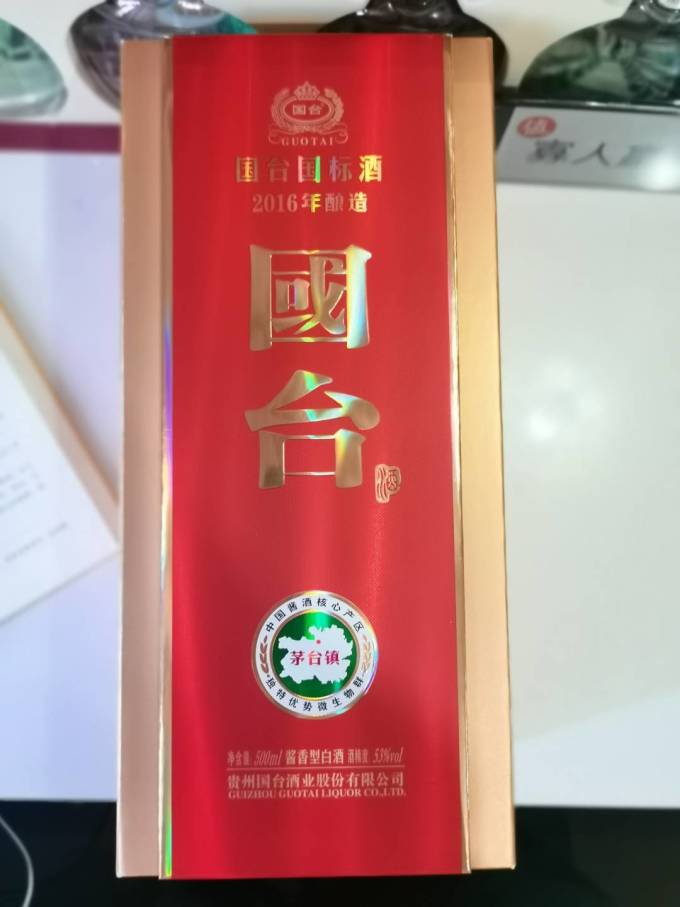 国台
GUOTAI
国台国标酒
2016年酿造
國
台
酒
中国酱酒核心产区
茅台镇
·独特优势微生物群·
净含量:500ml 酱香型白酒 酒精度:53%vol
贵州国台酒业股份有限公司
GUIZHOU GUOTAI LIQUOR CO.,LTD.
寡人